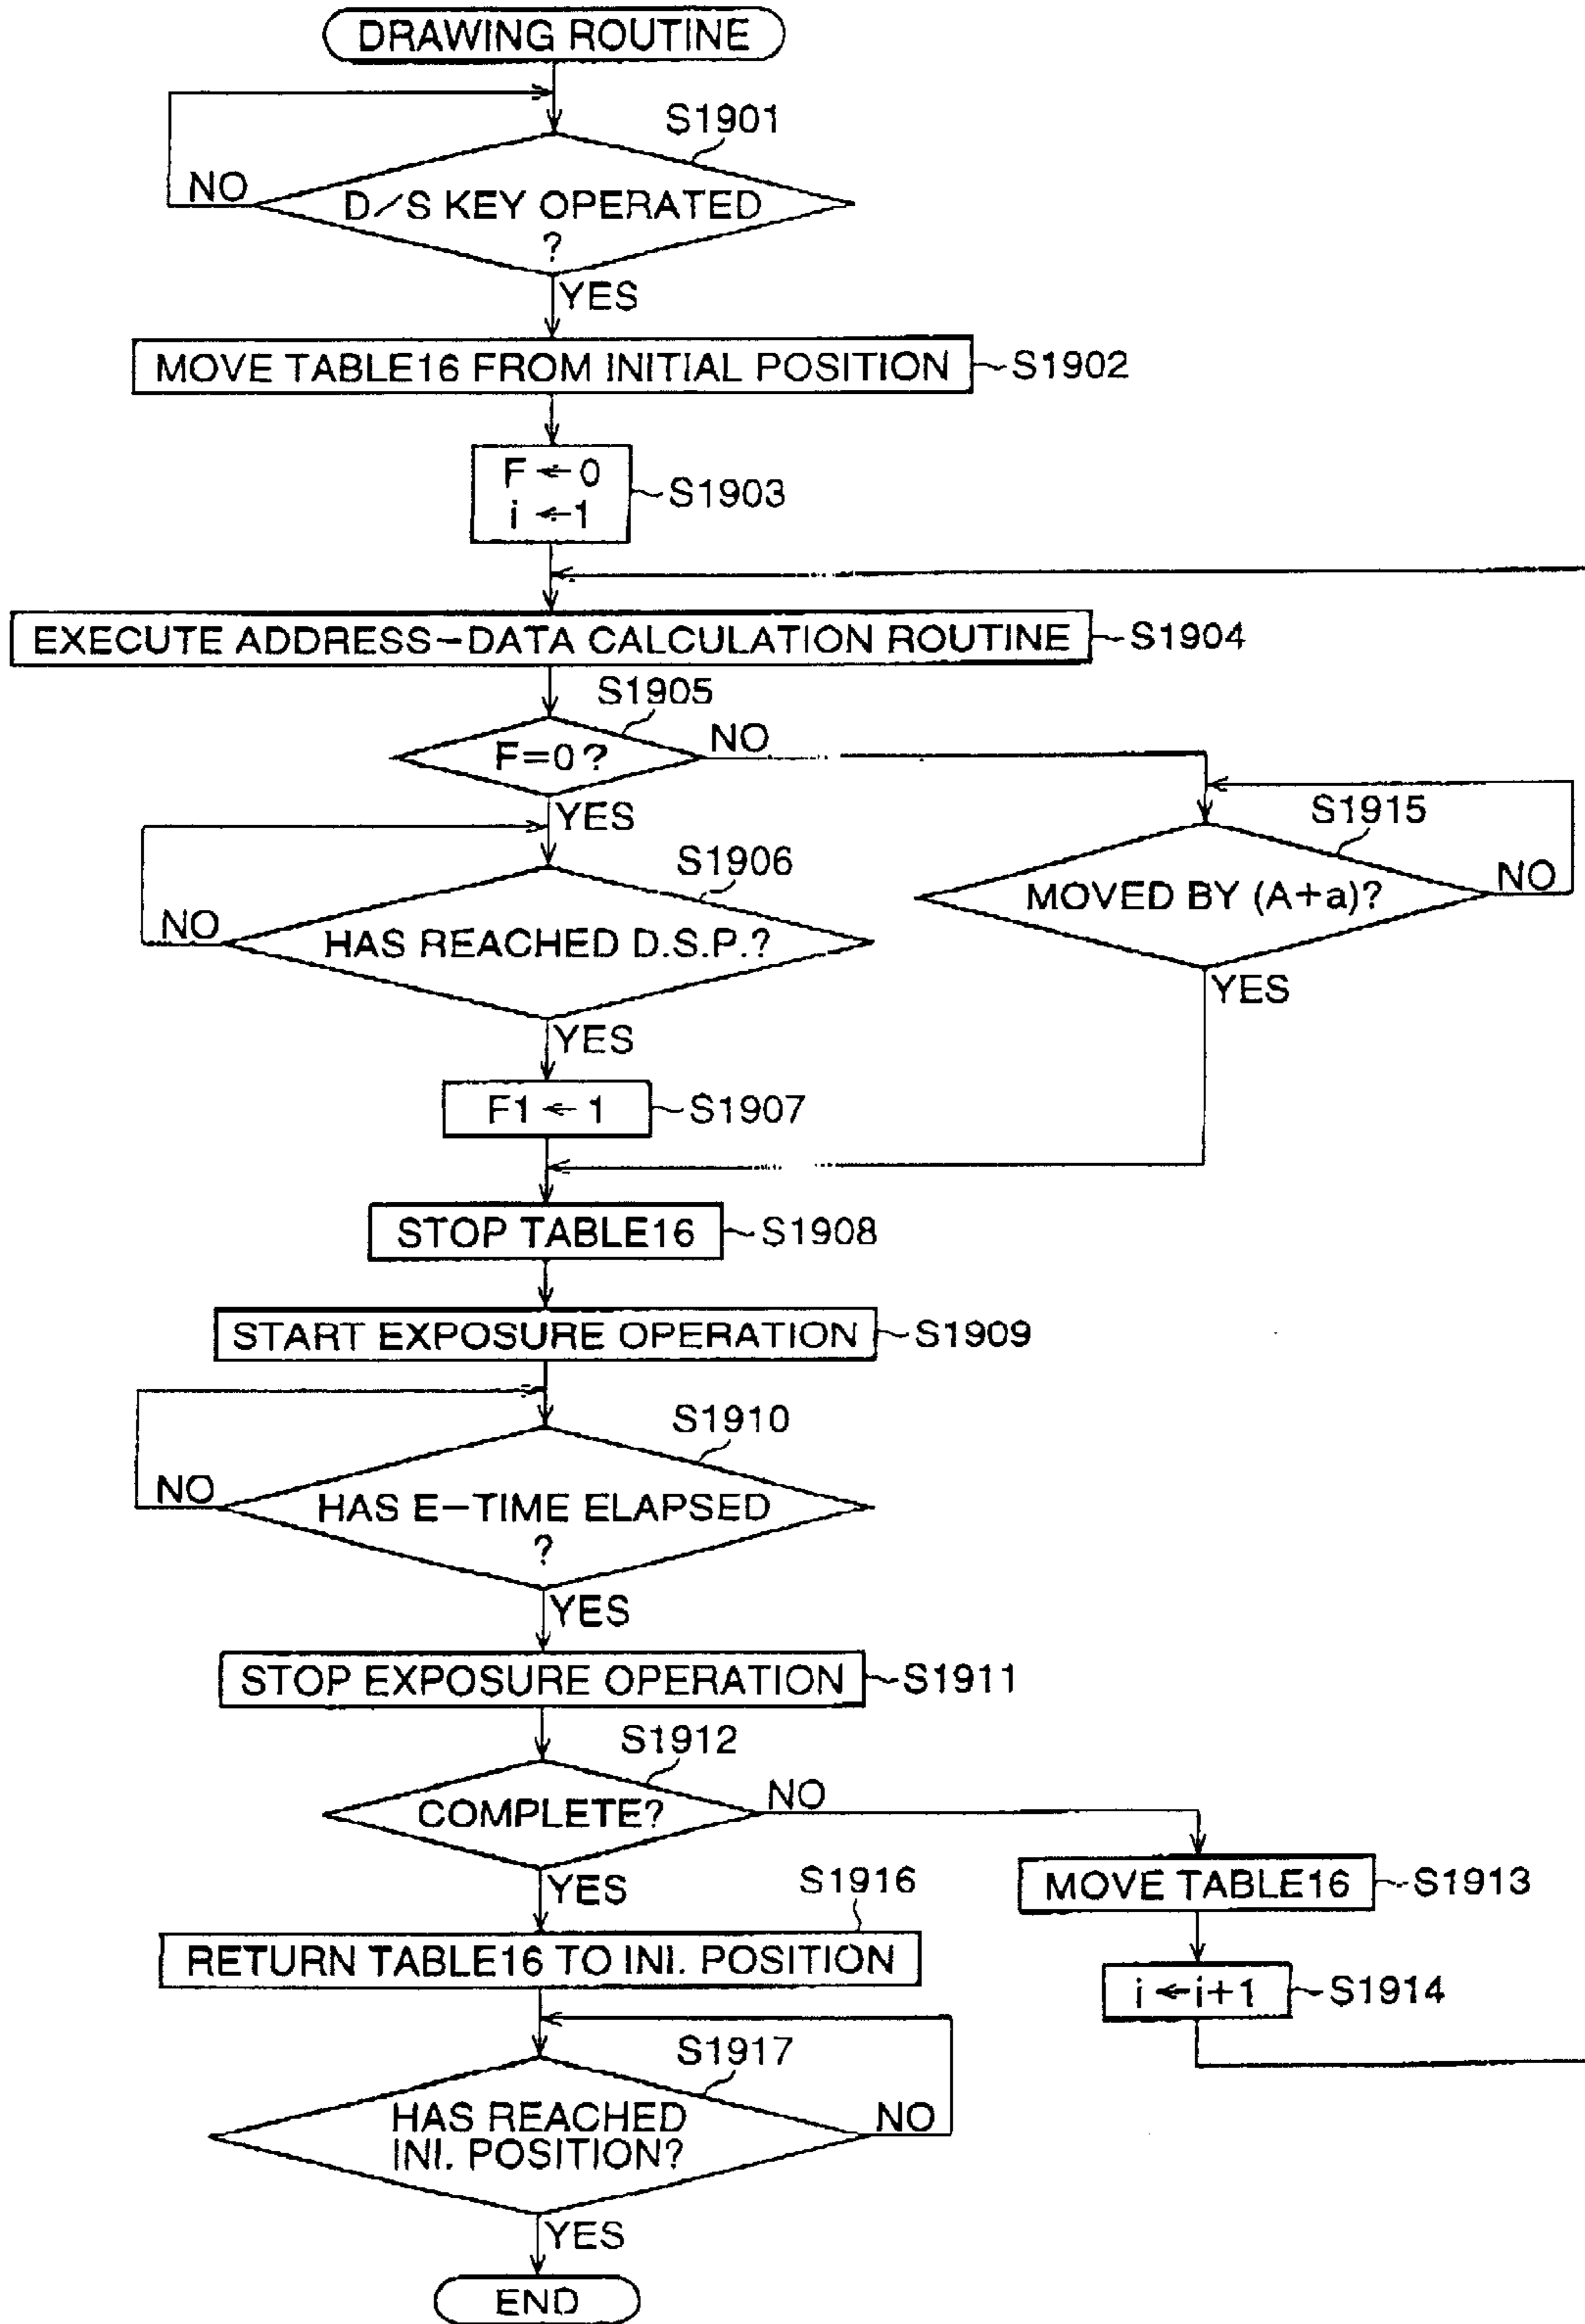 DRAWING ROUTINE
S1901
NO
D/S KEY OPERATED
?
YES
MOVE TABLE16 FROM INITIAL POSITION
S1902
F ← 0
i ← 1
S1903
EXECUTE ADDRESS-DATA CALCULATION ROUTINE
S1904
S1905
F=0?
NO
YES
S1915
MOVED BY (A+a)?
NO
YES
S1906
NO
HAS REACHED D.S.P.?
YES
F1 ← 1
S1907
STOP TABLE16
S1908
START EXPOSURE OPERATION
S1909
S1910
NO
HAS E-TIME ELAPSED
?
YES
STOP EXPOSURE OPERATION
S1911
S1912
COMPLETE?
NO
YES
MOVE TABLE16
S1913
i ← i+1
S1914
S1916
RETURN TABLE16 TO INI. POSITION
S1917
HAS REACHED
INI. POSITION?
NO
YES
END